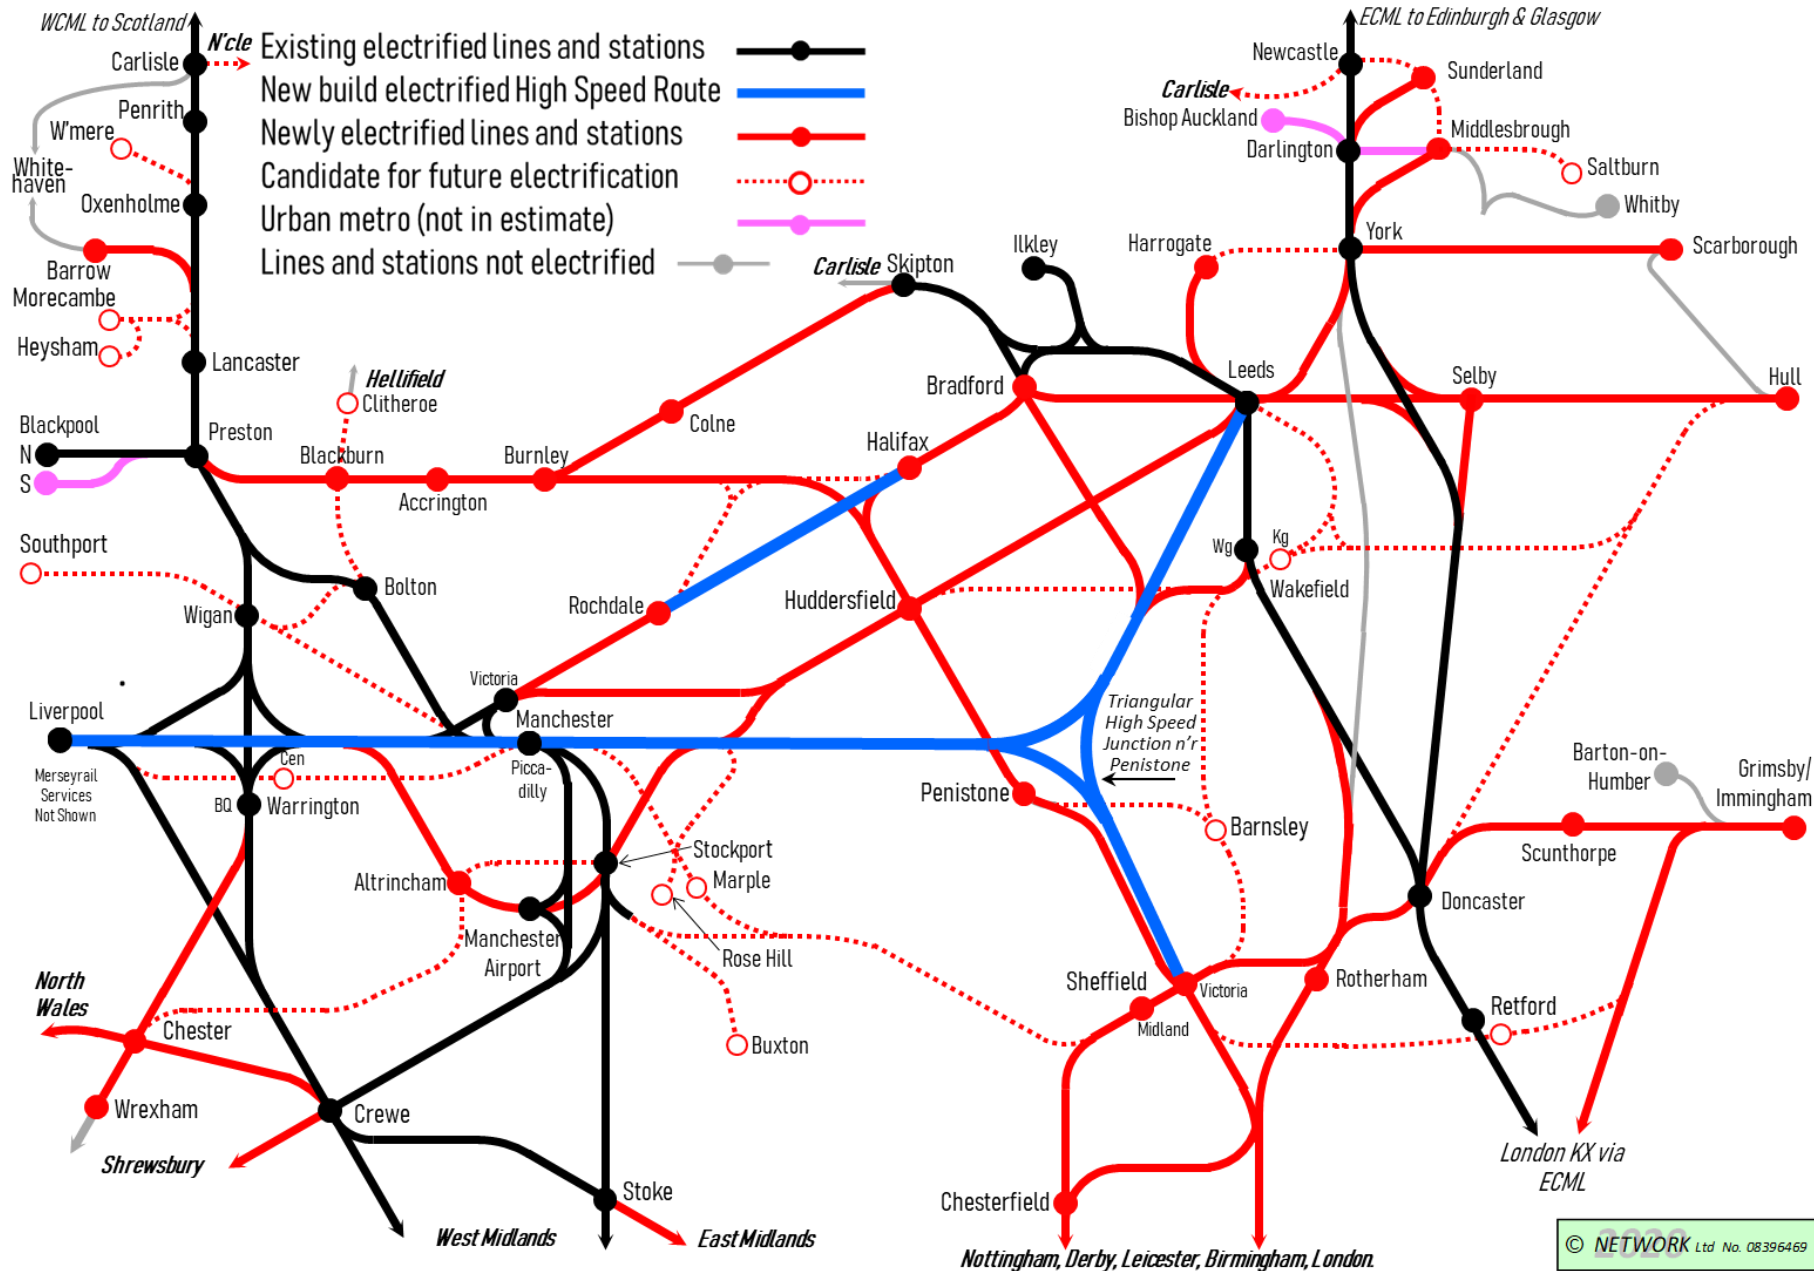 WCML to Scotland
ECML to Edinburgh & Glasgow
Carlisle
N'cle
Existing electrified lines and stations
New build electrified High Speed Route
Newly electrified lines and stations
Candidate for future electrification
Urban metro (not in estimate)
Lines and stations not electrified
Newcastle
Sunderland
Carlisle
Bishop Auckland
Darlington
Middlesbrough
Saltburn
Whitby
Penrith
W'mere
White-
haven
Oxenholme
Barrow
Morecambe
Heysham
Lancaster
Harrogate
York
Scarborough
Ilkley
Carlisle
Skipton
Hellifield
Clitheroe
Colne
Bradford
Leeds
Selby
Hull
Blackpool
N
S
Preston
Blackburn
Accrington
Burnley
Halifax
Southport
Wigan
Bolton
Rochdale
Huddersfield
Wg
Kg
Wakefield
Victoria
Manchester
Picca-
dilly
Liverpool
Merseyrail
Services
Not Shown
Cen
BQ
Warrington
Triangular
High Speed
Junction n'r
Penistone
Penistone
Barnsley
Barton-on-
Humber
Grimsby/
Immingham
Scunthorpe
Doncaster
Stockport
Marple
Rose Hill
Altrincham
Manchester
Airport
Buxton
Sheffield
Victoria
Midland
Rotherham
Retford
North
Wales
Chester
Wrexham
Crewe
Shrewsbury
Stoke
West Midlands
East Midlands
Chesterfield
Nottingham, Derby, Leicester, Birmingham, London.
London KX via
ECML
© 2020 NETWORK Ltd No. 08396469